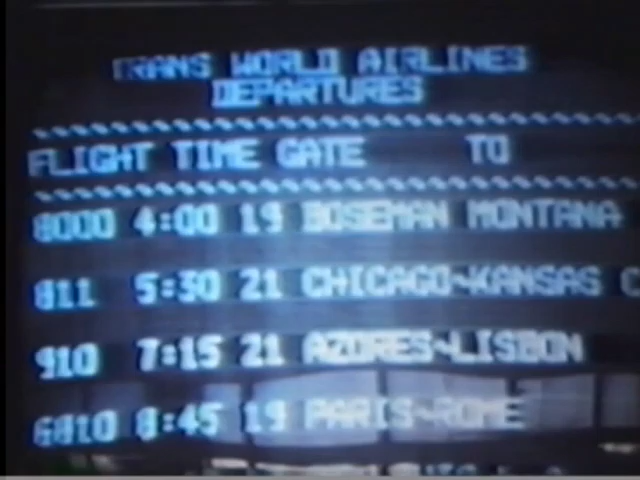 TRANS WORLD AIRLINES
DEPARTURES
FLIGHT TIME GATE TO
8000 4:00 19 BOSEMAN MONTANA
811 5:30 21 CHICAGO-KANSAS C
910 7:15 21 AZORES-LISBON
6810 8:45 19 PARIS-ROME